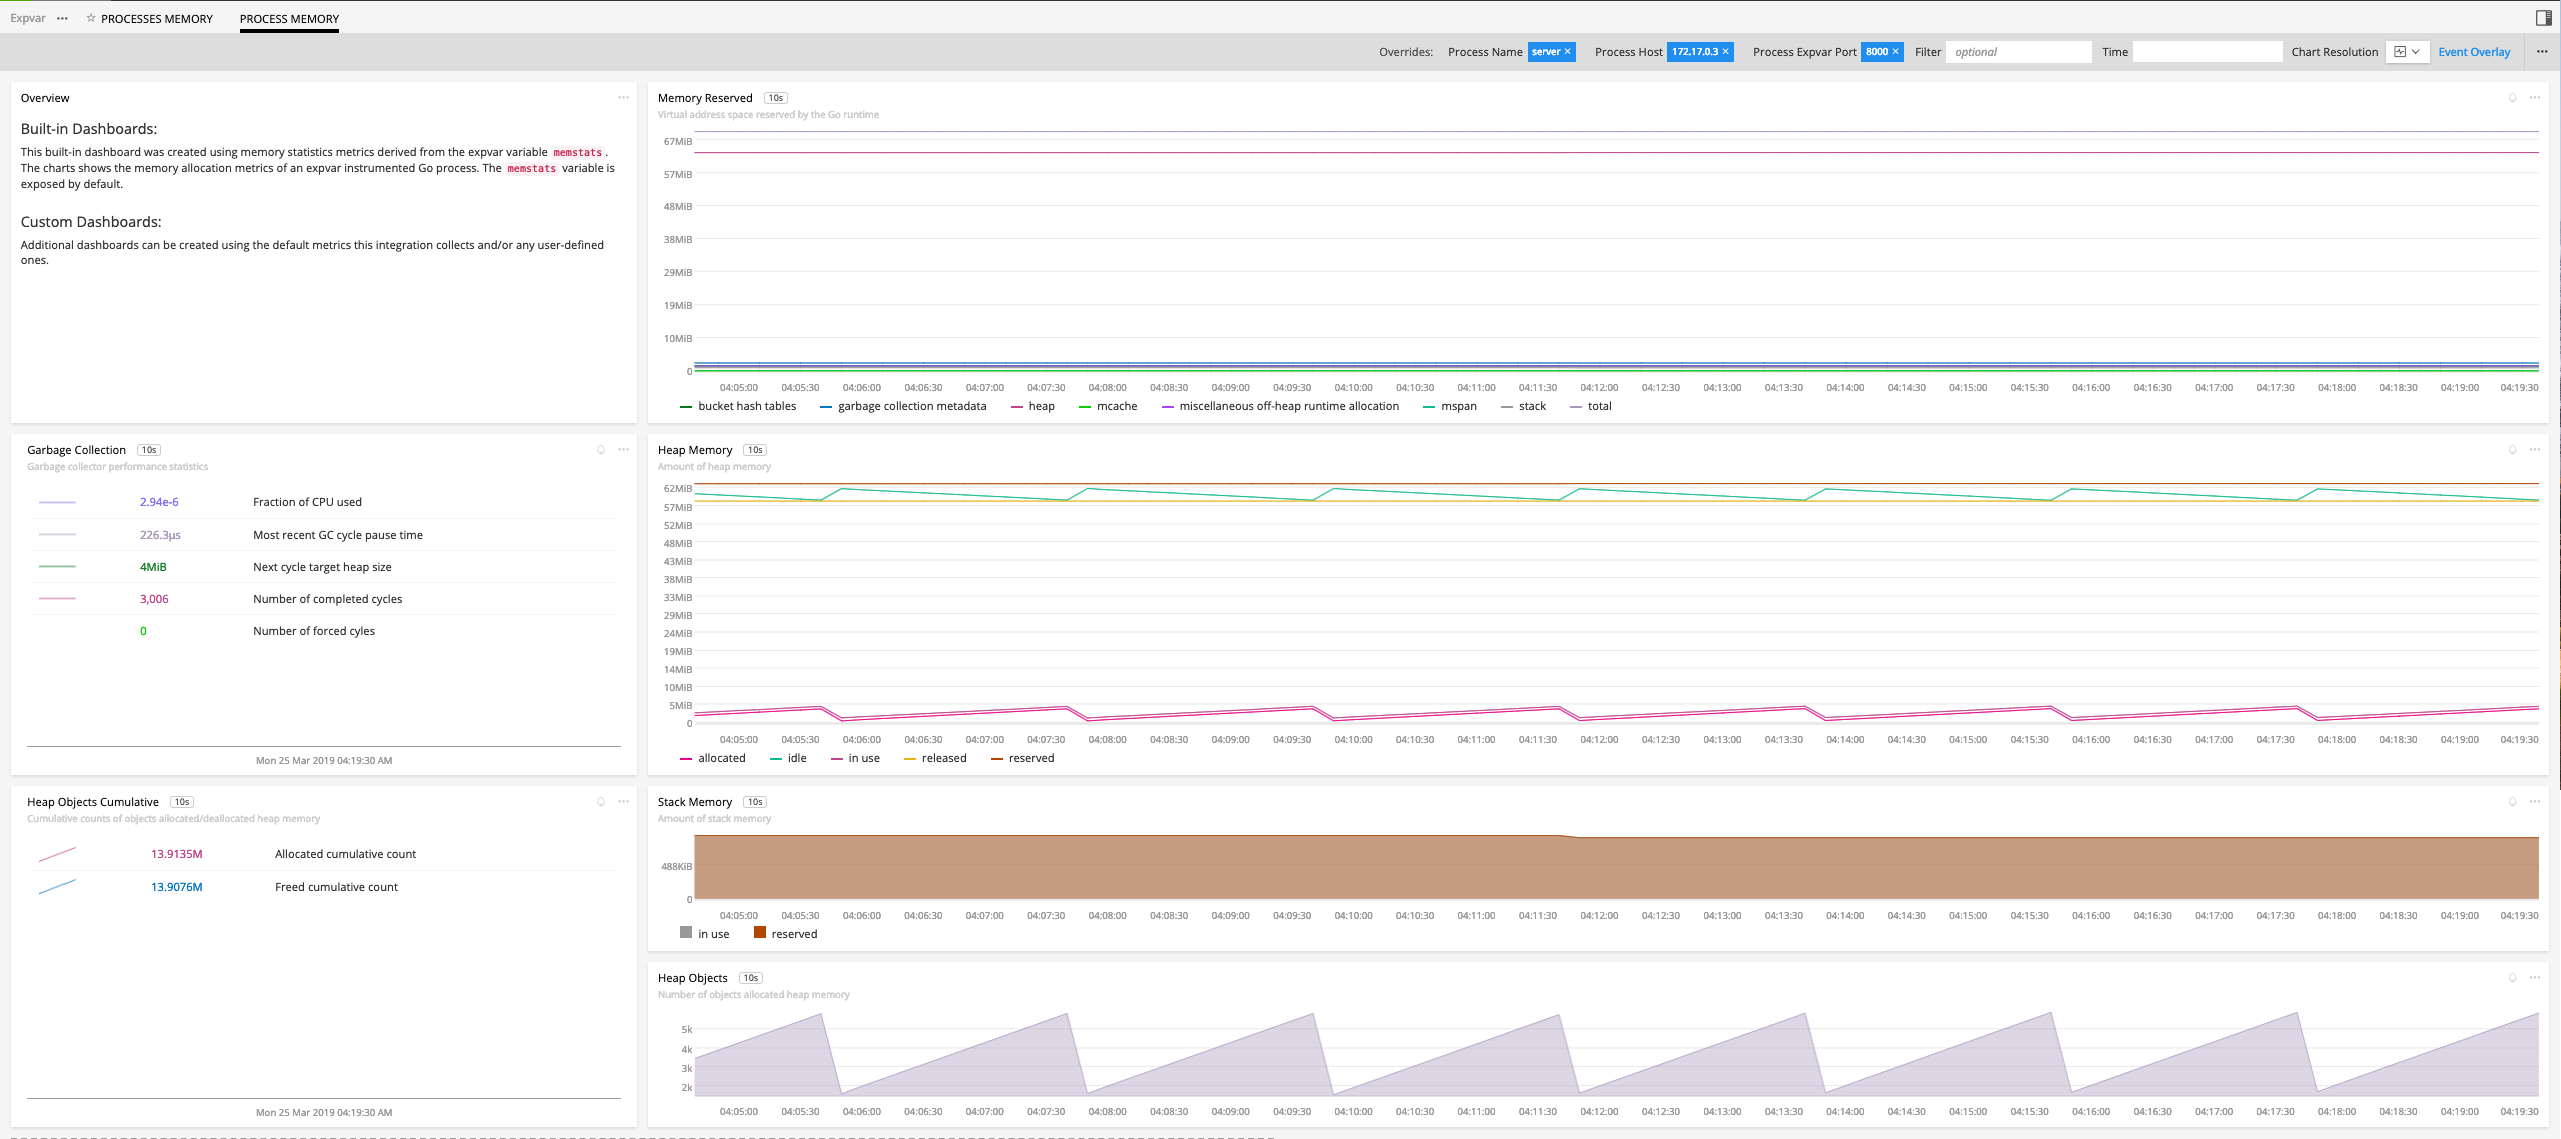 Expvar ··· ☆ PROCESSES MEMORY PROCESS MEMORY
Overrides: Process Name server × Process Host 172.17.0.3 × Process Expvar Port 8000 × Filter optional Time Chart Resolution Event Overlay ···
Overview
Built-in Dashboards:
This built-in dashboard was created using memory statistics metrics derived from the expvar variable memstats.
The charts shows the memory allocation metrics of an expvar instrumented Go process. The memstats variable is
exposed by default.
Custom Dashboards:
Additional dashboards can be created using the default metrics this integration collects and/or any user-defined
ones.
Memory Reserved 10s
Virtual address space reserved by the Go runtime
67MiB
57MiB
48MiB
38MiB
29MiB
19MiB
10MiB
0
04:05:00 04:05:30 04:06:00 04:06:30 04:07:00 04:07:30 04:08:00 04:08:30 04:09:00 04:09:30 04:10:00 04:10:30 04:11:00 04:11:30 04:12:00 04:12:30 04:13:00 04:13:30 04:14:00 04:14:30 04:15:00 04:15:30 04:16:00 04:16:30 04:17:00 04:17:30 04:18:00 04:18:30 04:19:00 04:19:30
bucket hash tables garbage collection metadata heap mcache miscellaneous off-heap runtime allocation mspan stack total
Garbage Collection 10s
Garbage collector performance statistics
2.94e-6 Fraction of CPU used
226.3µs Most recent GC cycle pause time
4MiB Next cycle target heap size
3,006 Number of completed cycles
0 Number of forced cyles
Mon 25 Mar 2019 04:19:30 AM
Heap Memory 10s
Amount of heap memory
62MiB
57MiB
52MiB
48MiB
43MiB
38MiB
33MiB
29MiB
24MiB
19MiB
14MiB
10MiB
5MiB
0
04:05:00 04:05:30 04:06:00 04:06:30 04:07:00 04:07:30 04:08:00 04:08:30 04:09:00 04:09:30 04:10:00 04:10:30 04:11:00 04:11:30 04:12:00 04:12:30 04:13:00 04:13:30 04:14:00 04:14:30 04:15:00 04:15:30 04:16:00 04:16:30 04:17:00 04:17:30 04:18:00 04:18:30 04:19:00 04:19:30
allocated idle in use released reserved
Heap Objects Cumulative 10s
Cumulative counts of objects allocated/deallocated heap memory
13.9135M Allocated cumulative count
13.9076M Freed cumulative count
Mon 25 Mar 2019 04:19:30 AM
Stack Memory 10s
Amount of stack memory
488KiB
0
04:05:00 04:05:30 04:06:00 04:06:30 04:07:00 04:07:30 04:08:00 04:08:30 04:09:00 04:09:30 04:10:00 04:10:30 04:11:00 04:11:30 04:12:00 04:12:30 04:13:00 04:13:30 04:14:00 04:14:30 04:15:00 04:15:30 04:16:00 04:16:30 04:17:00 04:17:30 04:18:00 04:18:30 04:19:00 04:19:30
in use reserved
Heap Objects 10s
Number of objects allocated heap memory
5k
4k
3k
2k
04:05:00 04:05:30 04:06:00 04:06:30 04:07:00 04:07:30 04:08:00 04:08:30 04:09:00 04:09:30 04:10:00 04:10:30 04:11:00 04:11:30 04:12:00 04:12:30 04:13:00 04:13:30 04:14:00 04:14:30 04:15:00 04:15:30 04:16:00 04:16:30 04:17:00 04:17:30 04:18:00 04:18:30 04:19:00 04:19:30